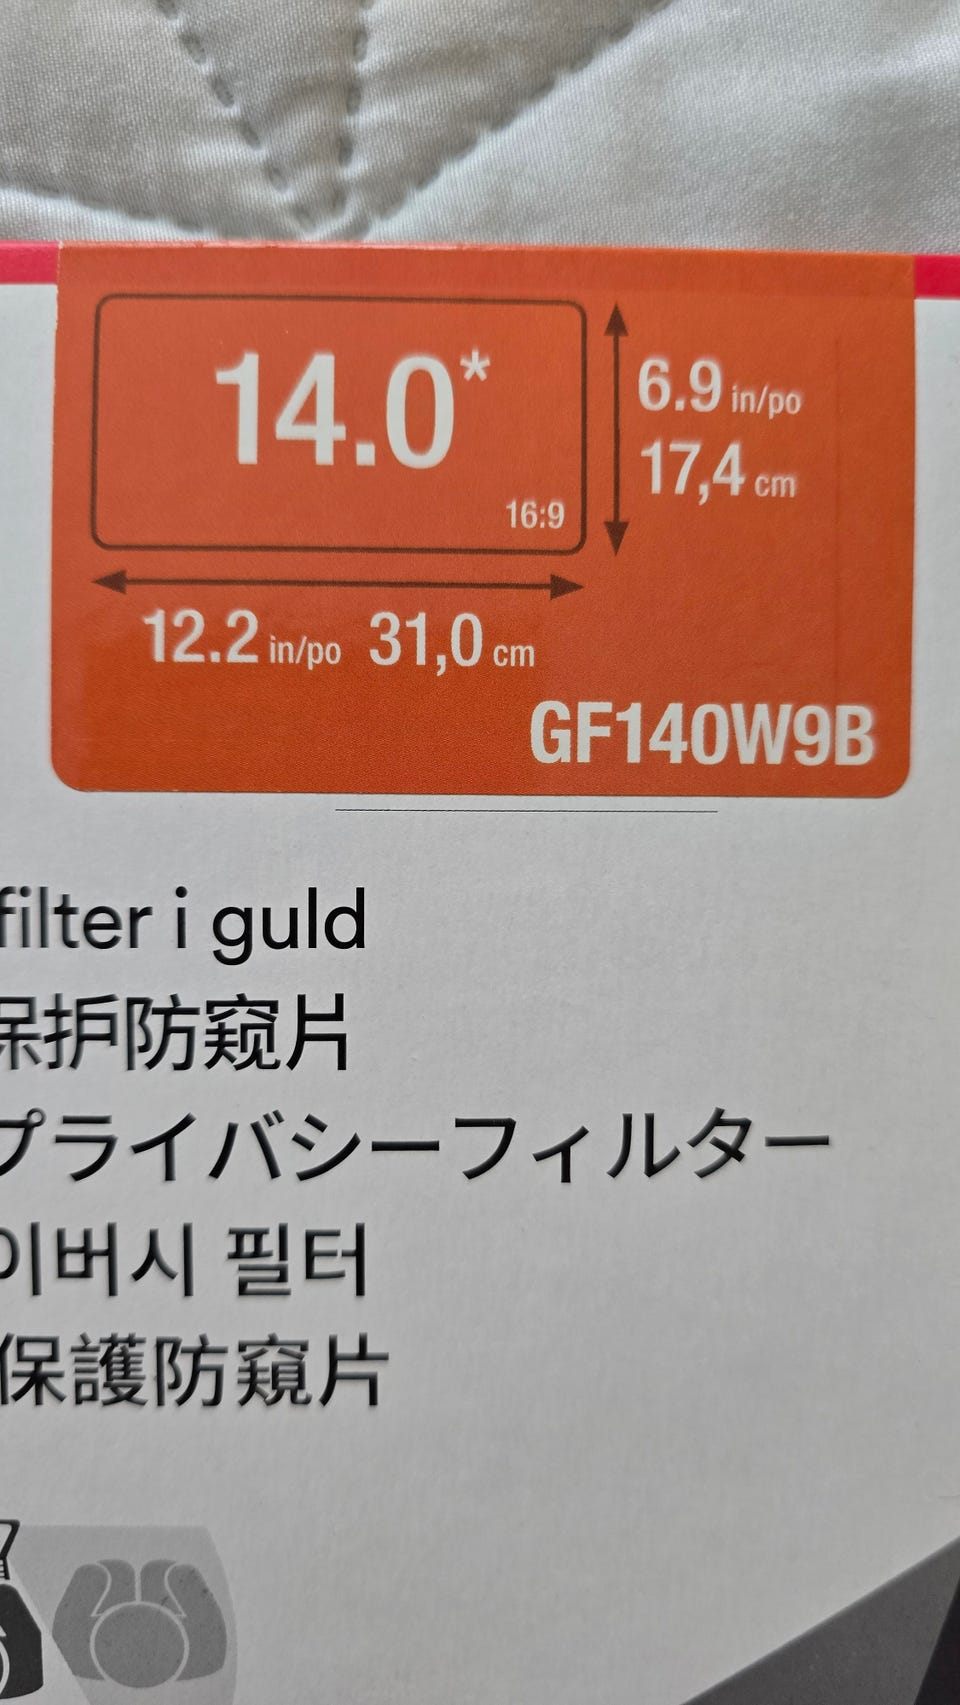 14.0*
16:9
6.9 in/po
17,4 cm
12.2 in/po 31,0 cm
GF140W9B
filter i guld
保护防窥片
プライバシーフィルター
이버시 필터
保護防窺片